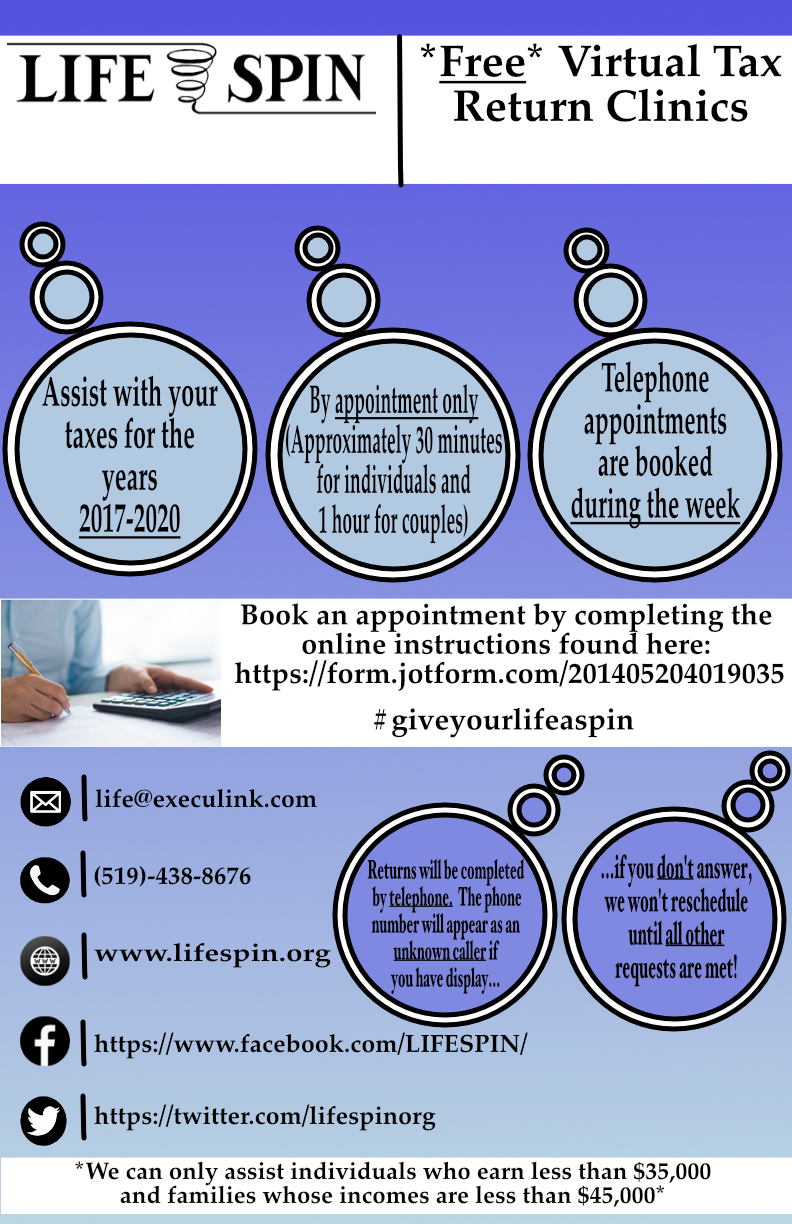 LIFE SPIN
*Free* Virtual Tax
Return Clinics
Assist with your
taxes for the
years
2017-2020
By appointment only
(Approximately 30 minutes
for individuals and
1 hour for couples)
Telephone
appointments
are booked
during the week
Book an appointment by completing the
online instructions found here:
https://form.jotform.com/201405204019035
#giveyourlifeaspin
life@execulink.com
(519)-438-8676
www.lifespin.org
https://www.facebook.com/LIFESPIN/
https://twitter.com/lifespinorg
Returns will be completed
by telephone. The phone
number will appear as an
unknown caller if
you have display...
...if you don't answer,
we won't reschedule
until all other
requests are met!
*We can only assist individuals who earn less than $35,000
and families whose incomes are less than $45,000*